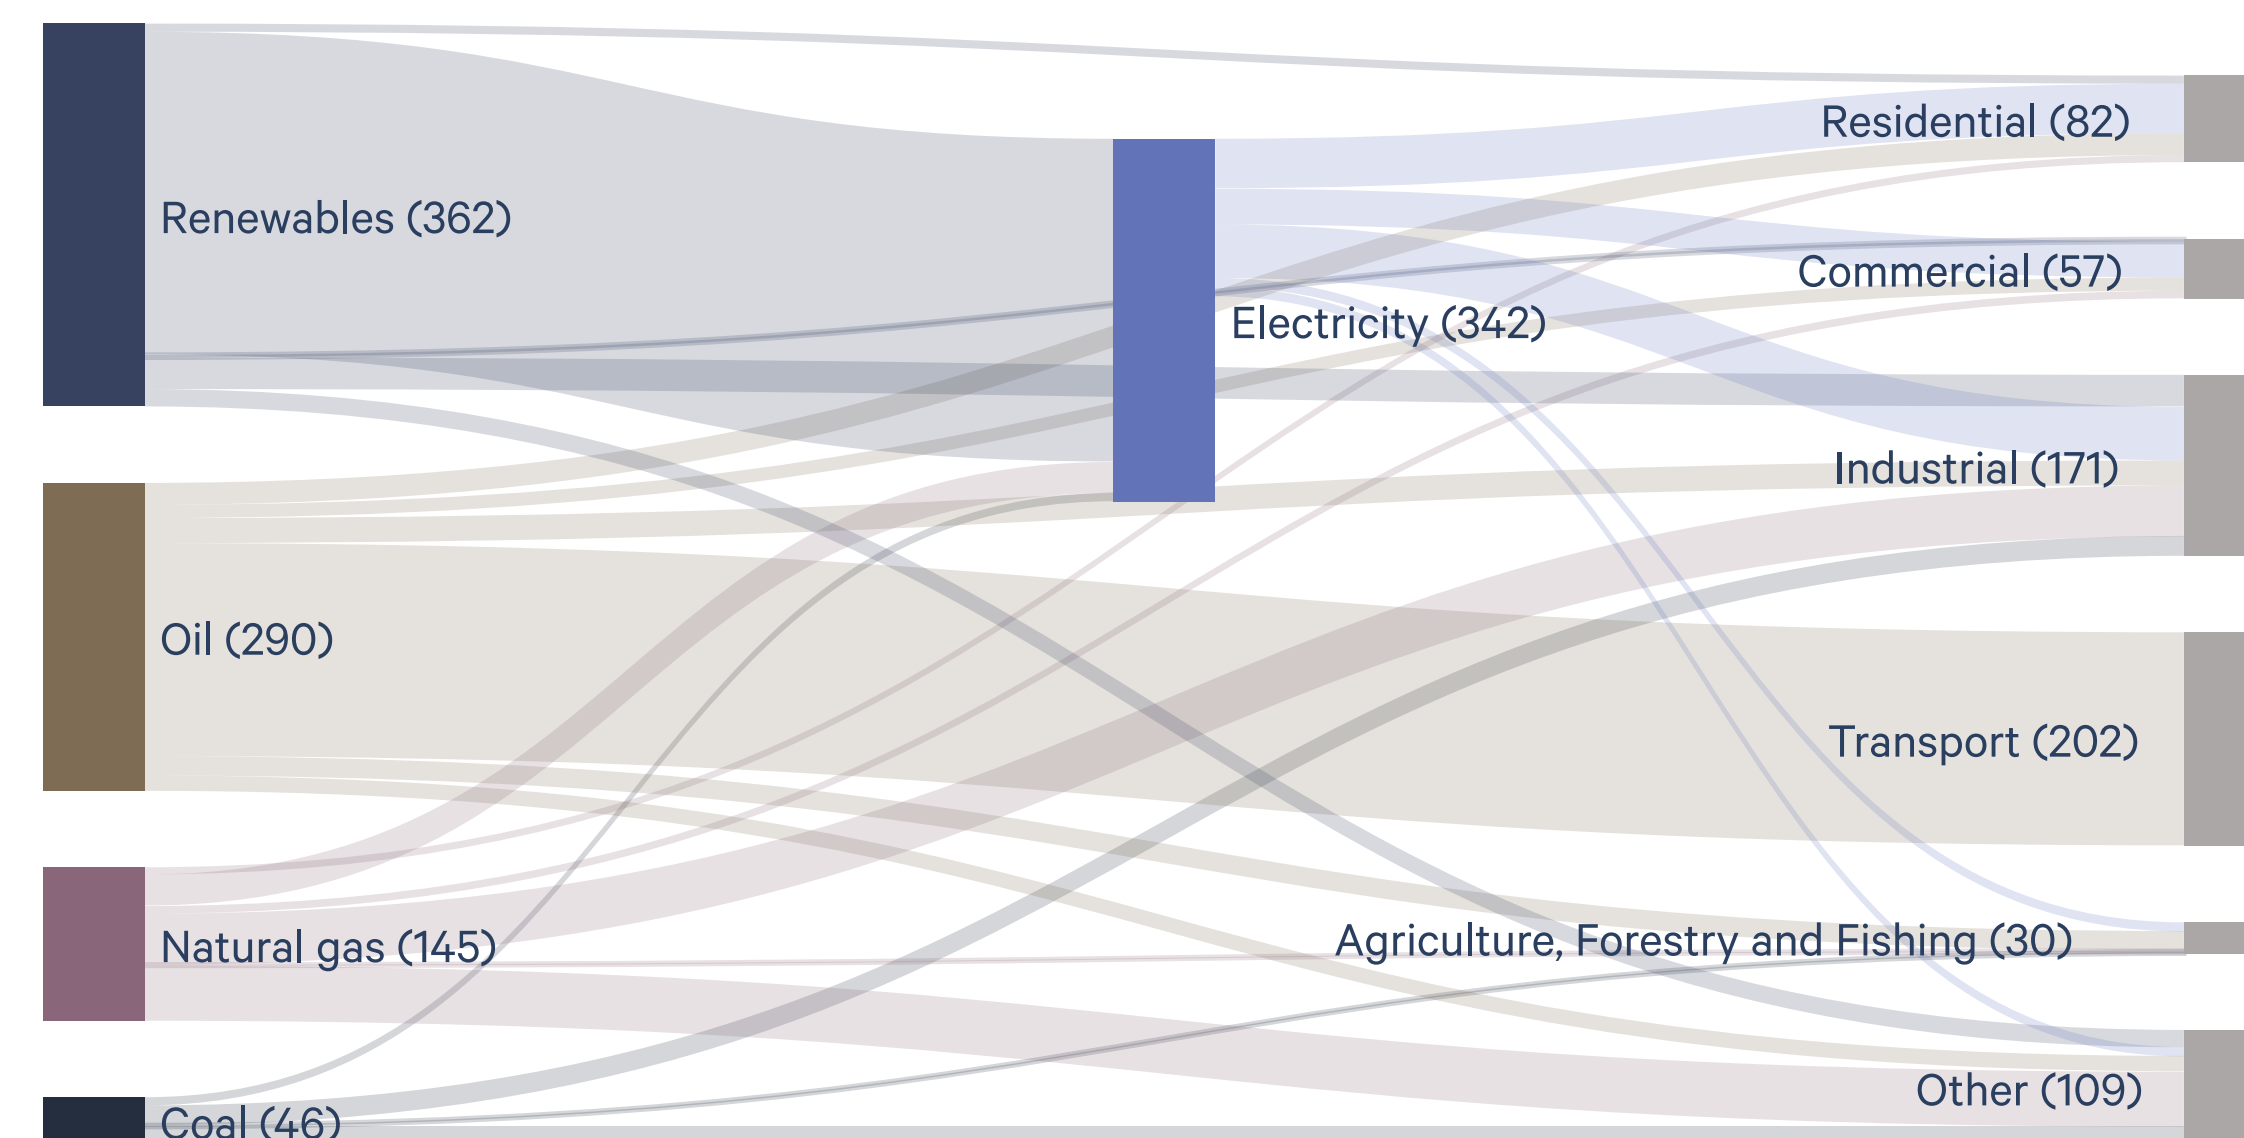 Residential (82)
Renewables (362)
Commercial (57)
Electricity (342)
Industrial (171)
Oil (290)
Transport (202)
Agriculture, Forestry and Fishing (30)
Natural gas (145)
Other (109)
Coal (46)